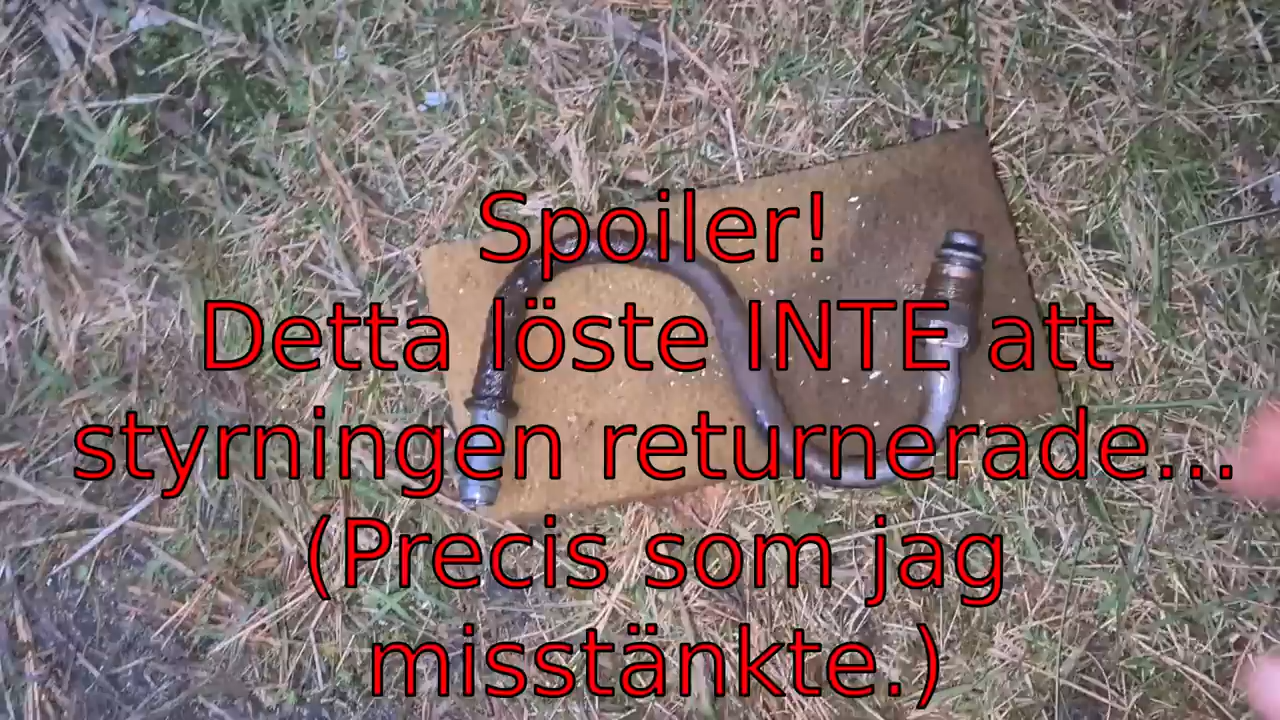 Spoiler!
Detta löste INTE att
styrningen returnerade...
(Precis som jag
misstänkte.)